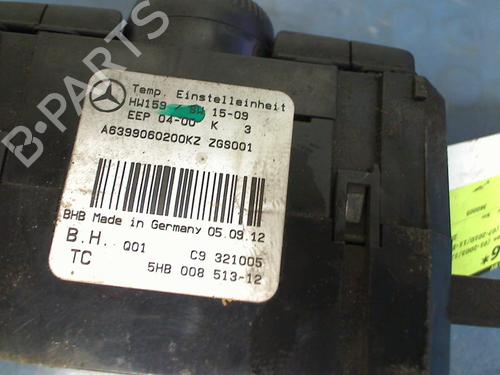 Temp. Einstelleinheit
HW159 / SW 15-09
EEP 04-00 K 3
A6399060200KZ ZGS001
BHB Made in Germany 05.09.12
B.H.. Q01 C9 321005
TC 5HB 008 513-12
B-PARTS